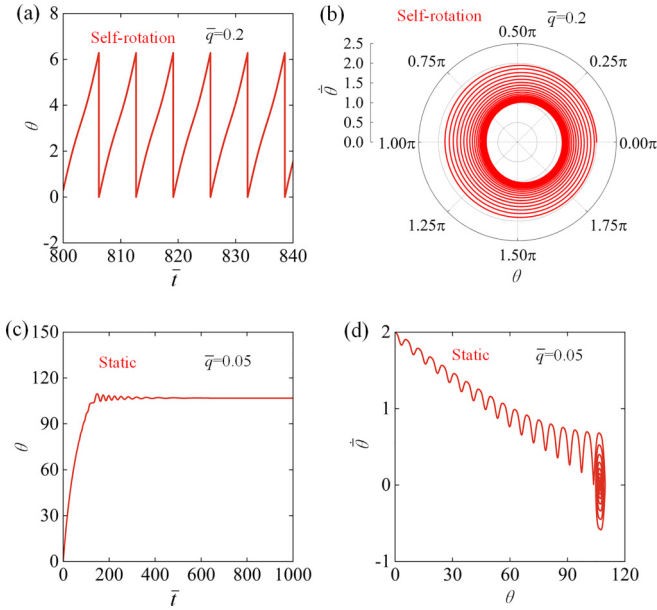 (a)
Self-rotation q̄=0.2
6
4
2
0
-2
θ
800 810 820 830 840
t̄
(b)
Self-rotation q̄=0.2
2.5
2.0
1.5
1.0
0.5
0.0
θ̇
0.50π
0.75π 0.25π
1.00π 0.00π
1.25π 1.75π
1.50π
θ
(c)
Static q̄=0.05
150
120
90
60
30
0
θ
0 200 400 600 800 1000
t̄
(d)
Static q̄=0.05
2
1
0
-1
θ̇
0 30 60 90 120
θ